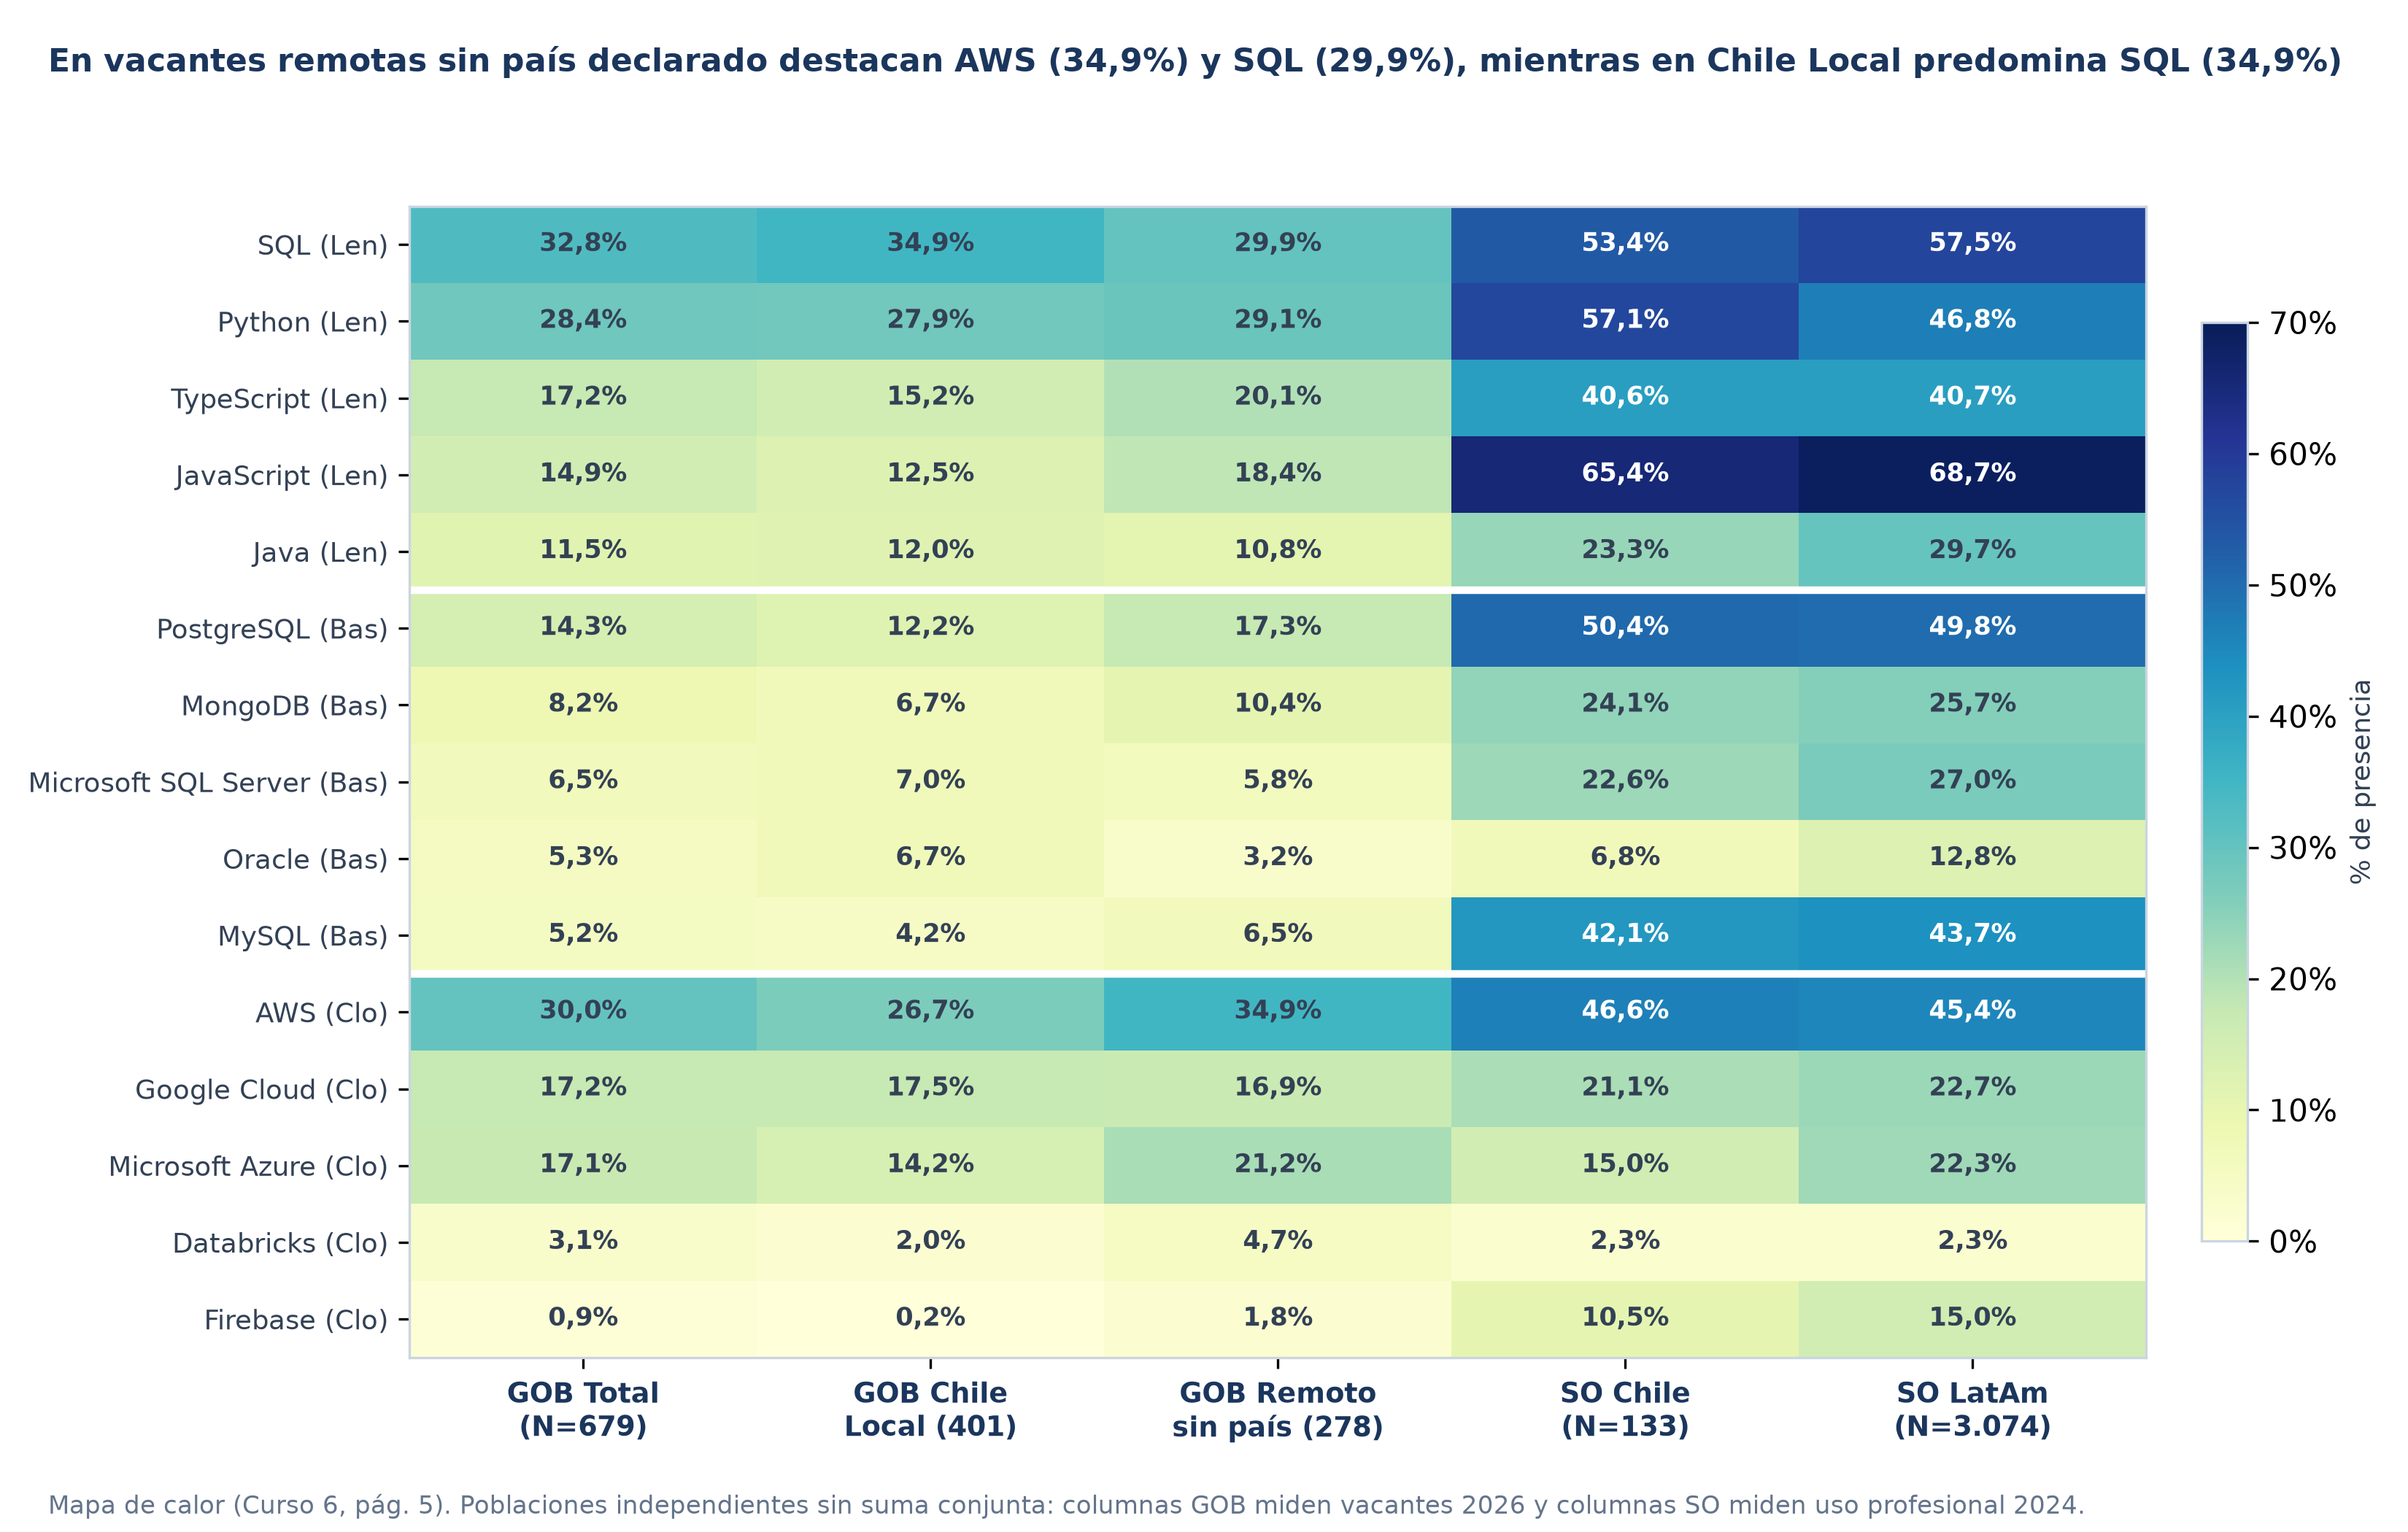 En vacantes remotas sin país declarado destacan AWS (34,9%) y SQL (29,9%), mientras en Chile Local predomina SQL (34,9%)
SQL (Len) 32,8% 34,9% 29,9% 53,4% 57,5%
Python (Len) 28,4% 27,9% 29,1% 57,1% 46,8%
TypeScript (Len) 17,2% 15,2% 20,1% 40,6% 40,7%
JavaScript (Len) 14,9% 12,5% 18,4% 65,4% 68,7%
Java (Len) 11,5% 12,0% 10,8% 23,3% 29,7%
PostgreSQL (Bas) 14,3% 12,2% 17,3% 50,4% 49,8%
MongoDB (Bas) 8,2% 6,7% 10,4% 24,1% 25,7%
Microsoft SQL Server (Bas) 6,5% 7,0% 5,8% 22,6% 27,0%
Oracle (Bas) 5,3% 6,7% 3,2% 6,8% 12,8%
MySQL (Bas) 5,2% 4,2% 6,5% 42,1% 43,7%
AWS (Clo) 30,0% 26,7% 34,9% 46,6% 45,4%
Google Cloud (Clo) 17,2% 17,5% 16,9% 21,1% 22,7%
Microsoft Azure (Clo) 17,1% 14,2% 21,2% 15,0% 22,3%
Databricks (Clo) 3,1% 2,0% 4,7% 2,3% 2,3%
Firebase (Clo) 0,9% 0,2% 1,8% 10,5% 15,0%
GOB Total GOB Chile GOB Remoto SO Chile SO LatAm
(N=679) Local (401) sin país (278) (N=133) (N=3.074)
70%
60%
50%
40%
30%
20%
10%
0%
% de presencia
Mapa de calor (Curso 6, pág. 5). Poblaciones independientes sin suma conjunta: columnas GOB miden vacantes 2026 y columnas SO miden uso profesional 2024.